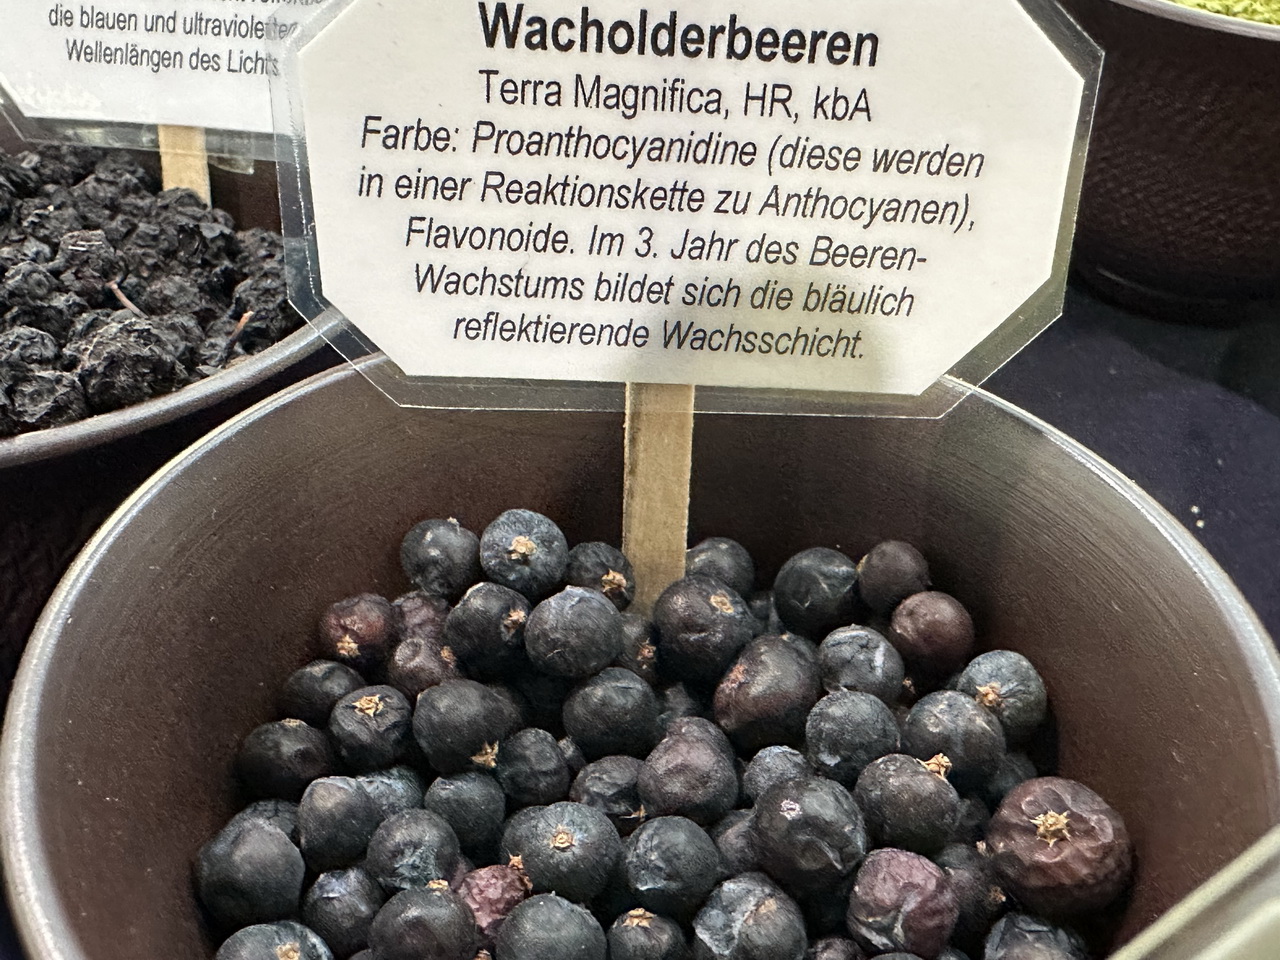 die blauen und ultravioletten
Wellenlängen des Lichts
Wacholderbeeren
Terra Magnifica, HR, kbA
Farbe: Proanthocyanidine (diese werden
in einer Reaktionskette zu Anthocyanen),
Flavonoide. Im 3. Jahr des Beeren-
Wachstums bildet sich die bläulich
reflektierende Wachsschicht.